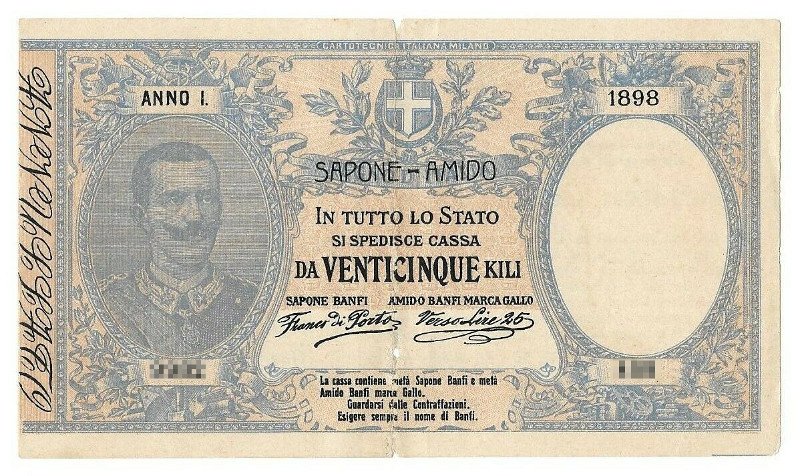 CARTOTECNICA ITALIANA MILANO
ANNO I.
1898
SAPONE - AMIDO
IN TUTTO LO STATO
SI SPEDISCE CASSA
DA VENTICINQUE KILI
SAPONE BANFI AMIDO BANFI MARCA GALLO
Franco di Porto Verso Lire 25
La cassa contiene metà Sapone Banfi e metà
Amido Banfi marca Gallo.
Guardarsi dalle Contraffazioni.
Esigere sempre il nome di Banfi.